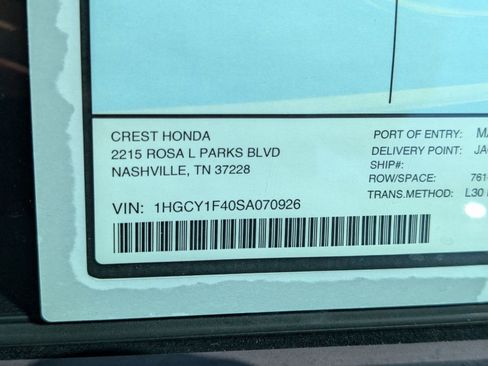 CREST HONDA
2215 ROSA L PARKS BLVD
NASHVILLE, TN 37228
VIN: 1HGCY1F40SA070926
PORT OF ENTRY:
DELIVERY POINT:
SHIP#:
ROW/SPACE:
TRANS.METHOD: L30